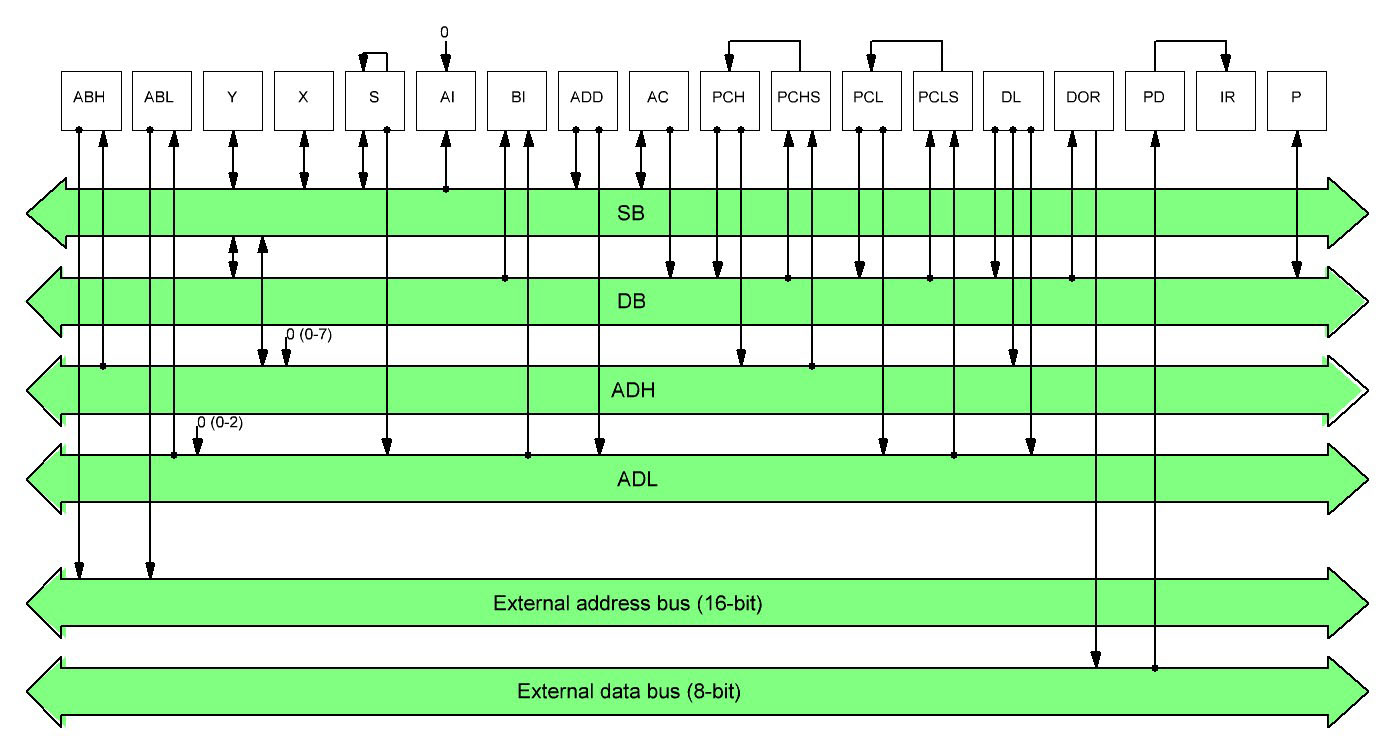 0
ABH ABL Y X S AI BI ADD AC PCH PCHS PCL PCLS DL DOR PD IR P
SB
DB
0 (0-7)
ADH
0 (0-2)
ADL
External address bus (16-bit)
External data bus (8-bit)